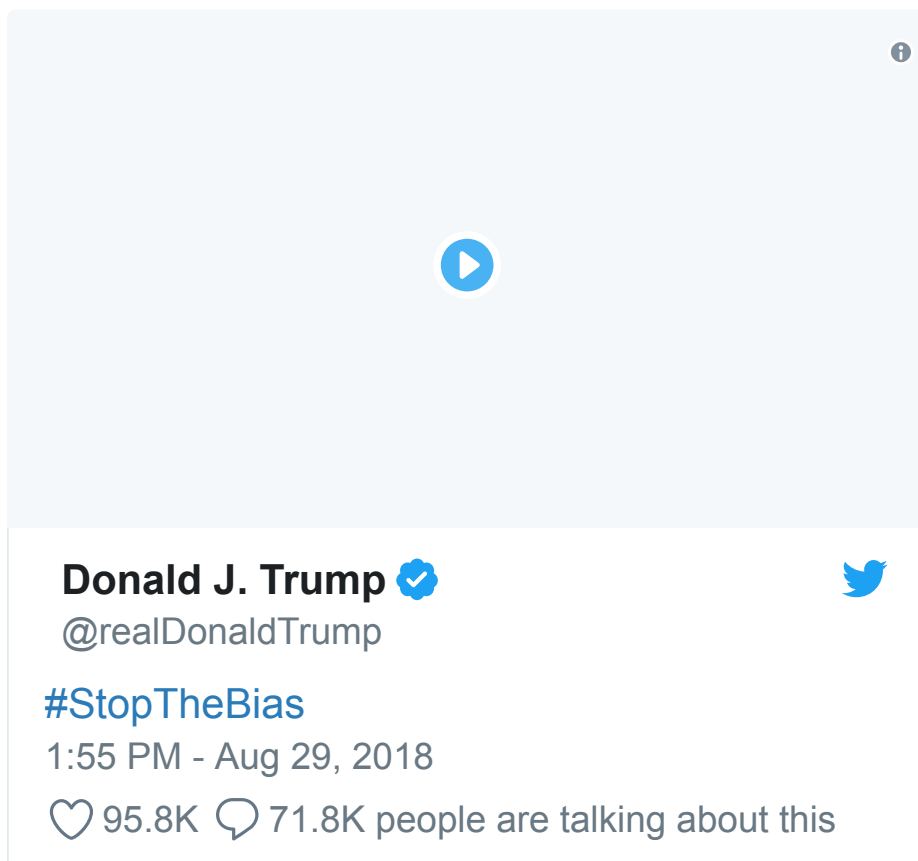 Donald J. Trump
@realDonaldTrump
#StopTheBias
1:55 PM - Aug 29, 2018
95.8K 71.8K people are talking about this